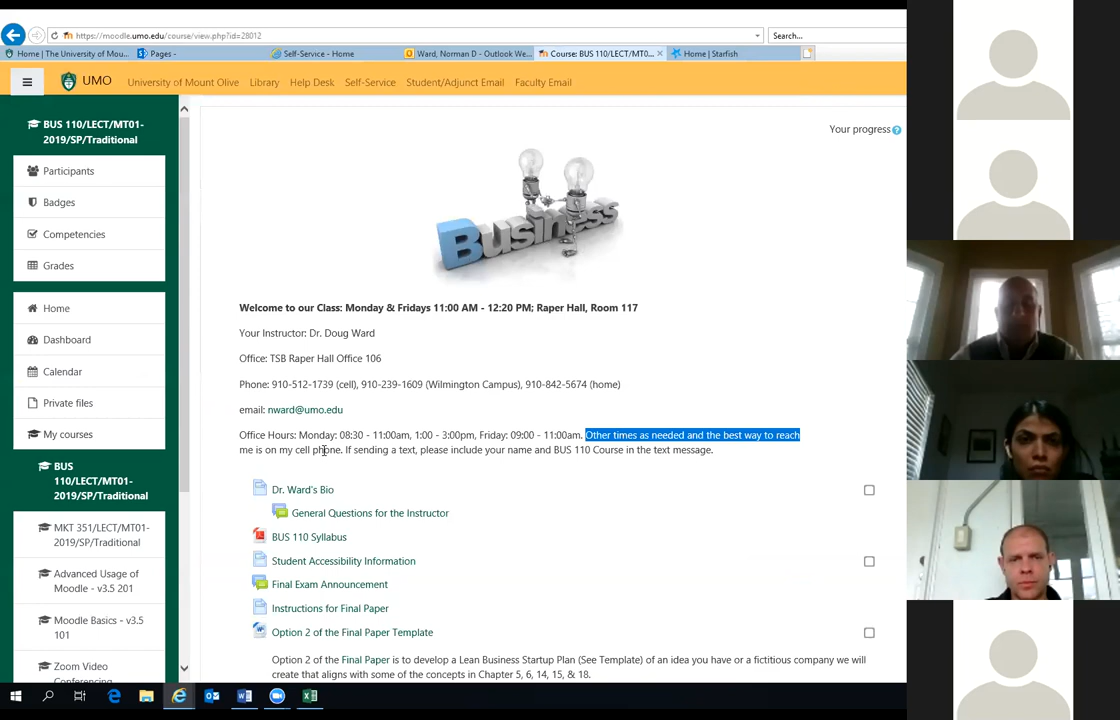 https://moodle.umo.edu/course/view.php?id=28012
Search...
Home | The University of Mou...
Pages -
Self-Service - Home
Ward, Norman D - Outlook We...
Course: BUS 110/LECT/MT0...
Home | Starfish
UMO
University of Mount Olive
Library
Help Desk
Self-Service
Student/Adjunct Email
Faculty Email
BUS 110/LECT/MT01-
2019/SP/Traditional
Participants
Badges
Competencies
Grades
Home
Dashboard
Calendar
Private files
My courses
BUS
110/LECT/MT01-
2019/SP/Traditional
MKT 351/LECT/MT01-
2019/SP/Traditional
Advanced Usage of
Moodle - v3.5 201
Moodle Basics - v3.5
101
Zoom Video
Conferencing
Your progress
Business
Welcome to our Class: Monday & Fridays 11:00 AM - 12:20 PM; Raper Hall, Room 117
Your Instructor: Dr. Doug Ward
Office: TSB Raper Hall Office 106
Phone: 910-512-1739 (cell), 910-239-1609 (Wilmington Campus), 910-842-5674 (home)
email: nward@umo.edu
Office Hours: Monday: 08:30 - 11:00am, 1:00 - 3:00pm, Friday: 09:00 - 11:00am. Other times as needed and the best way to reach
me is on my cell phone. If sending a text, please include your name and BUS 110 Course in the text message.
Dr. Ward's Bio
General Questions for the Instructor
BUS 110 Syllabus
Student Accessibility Information
Final Exam Announcement
Instructions for Final Paper
Option 2 of the Final Paper Template
Option 2 of the Final Paper is to develop a Lean Business Startup Plan (See Template) of an idea you have or a fictitious company we will
create that aligns with some of the concepts in Chapter 5, 6, 14, 15, & 18.